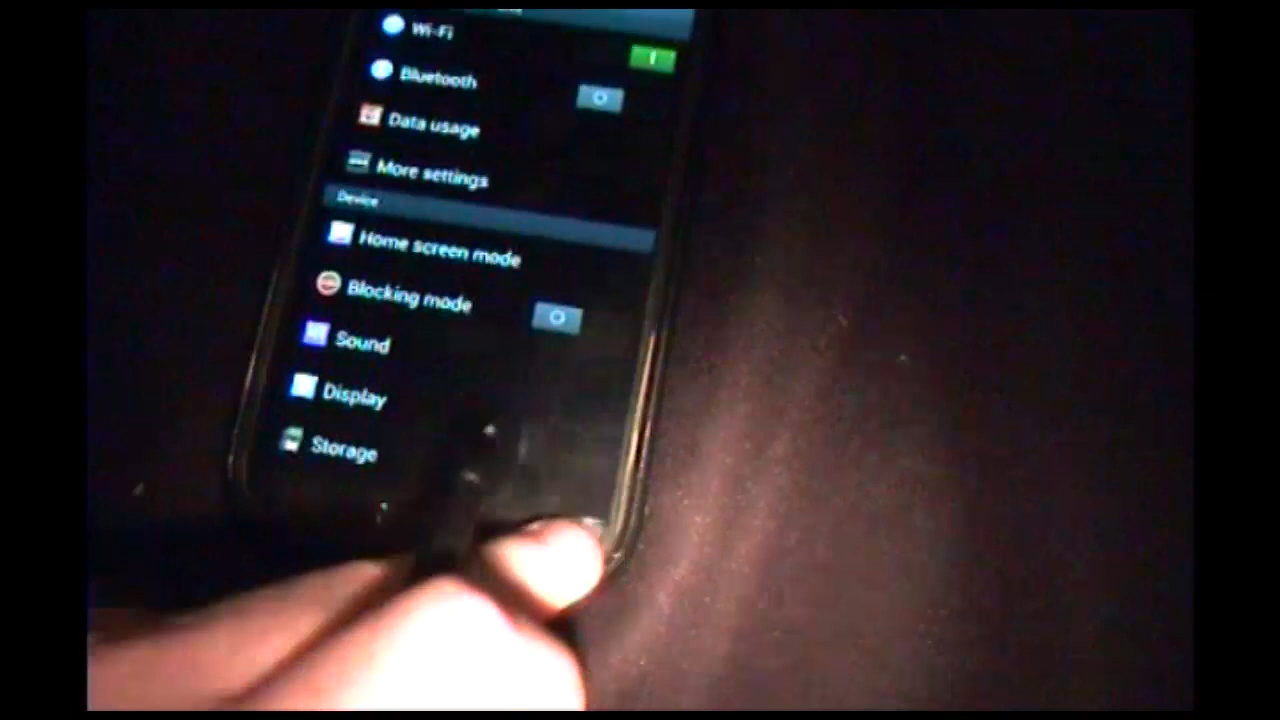 Wi-Fi
Bluetooth
Data usage
More settings
Device
Home screen mode
Blocking mode
Sound
Display
Storage